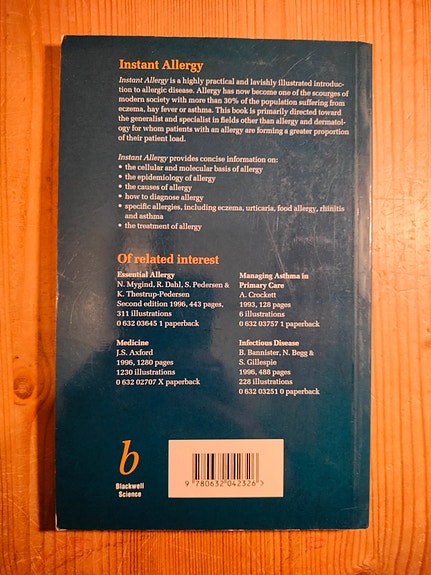 Instant Allergy
Instant Allergy is a highly practical and lavishly illustrated introduc-
tion to allergic disease. Allergy has now become one of the scourges of
modern society with more than 30% of the population suffering from
eczema, hay fever or asthma. This book is primarily directed toward
the generalist and specialist in fields other than allergy and dermatol-
ogy for whom patients with an allergy are forming a greater proportion
of their patient load.
Instant Allergy provides concise information on:
• the cellular and molecular basis of allergy
• the epidemiology of allergy
• the causes of allergy
• how to diagnose allergy
• specific allergies, including eczema, urticaria, food allergy, rhinitis
and asthma
• the treatment of allergy
Of related interest
Essential Allergy
N. Mygind, R. Dahl, S. Pedersen &
K. Thestrup-Pedersen
Second edition 1996, 443 pages,
311 illustrations
0 632 03645 1 paperback
Managing Asthma in
Primary Care
A. Crockett
1993, 128 pages
6 illustrations
0 632 03757 1 paperback
Medicine
J.S. Axford
1996, 1280 pages
1230 illustrations
0 632 02707 X paperback
Infectious Disease
B. Bannister, N. Begg &
S. Gillespie
1996, 488 pages
228 illustrations
0 632 03251 0 paperback
b
Blackwell
Science
9 780632 042326 >